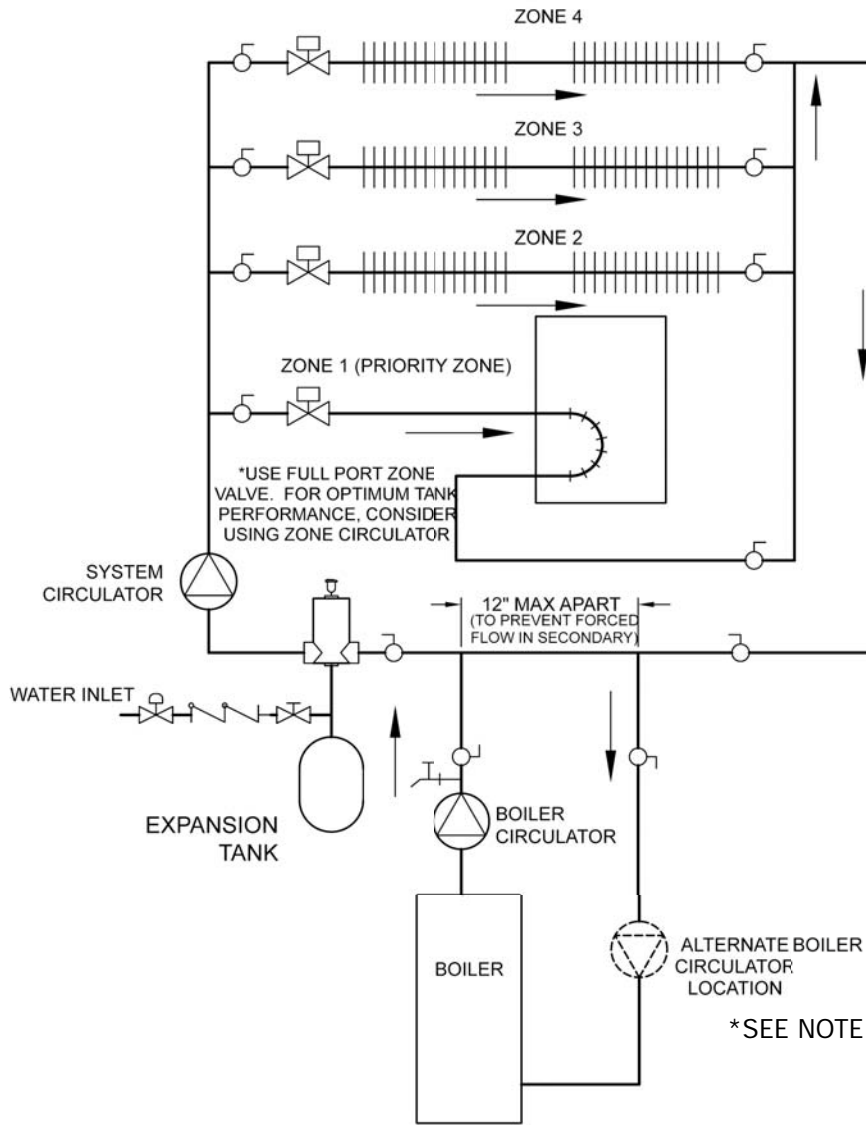 ZONE 4
ZONE 3
ZONE 2
ZONE 1 (PRIORITY ZONE)
*USE FULL PORT ZONE
VALVE. FOR OPTIMUM TANK
PERFORMANCE, CONSIDER
USING ZONE CIRCULATOR
SYSTEM
CIRCULATOR
12" MAX APART
(TO PREVENT FORCED
FLOW IN SECONDARY)
WATER INLET
EXPANSION
TANK
BOILER
CIRCULATOR
BOILER
ALTERNATE BOILER
CIRCULATOR
LOCATION
*SEE NOTE